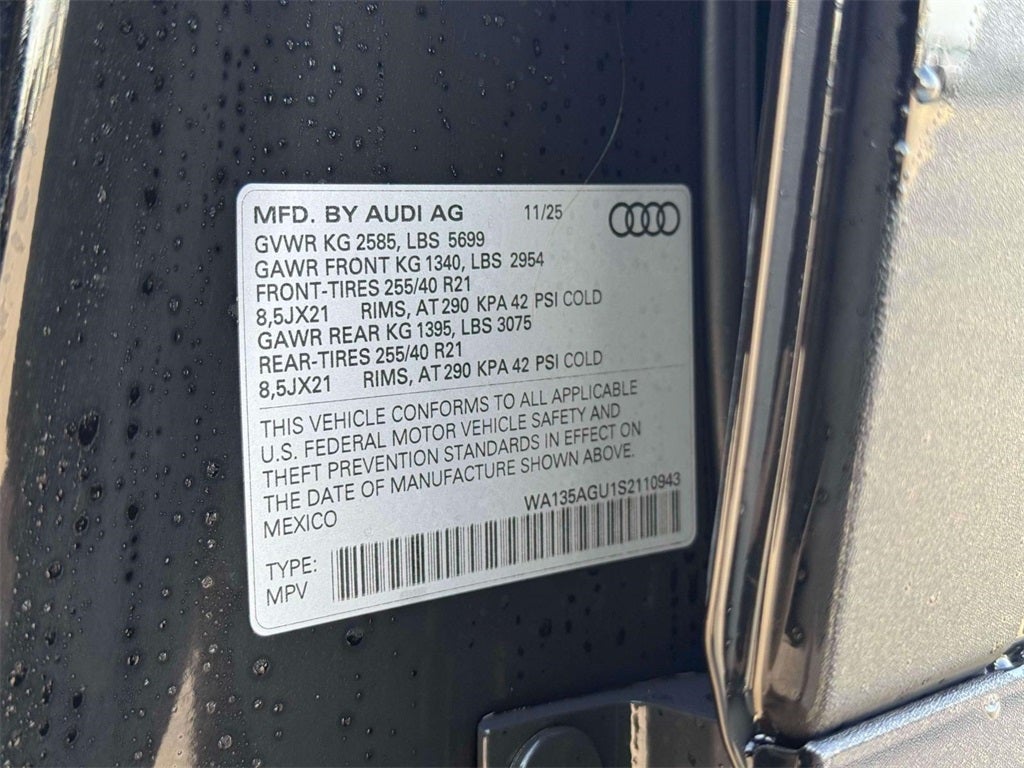 MFD. BY AUDI AG 11/25
GVWR KG 2585, LBS 5699
GAWR FRONT KG 1340, LBS 2954
FRONT-TIRES 255/40 R21
8,5JX21 RIMS, AT 290 KPA 42 PSI COLD
GAWR REAR KG 1395, LBS 3075
REAR-TIRES 255/40 R21
8,5JX21 RIMS, AT 290 KPA 42 PSI COLD
THIS VEHICLE CONFORMS TO ALL APPLICABLE
U.S. FEDERAL MOTOR VEHICLE SAFETY AND
THEFT PREVENTION STANDARDS IN EFFECT ON
THE DATE OF MANUFACTURE SHOWN ABOVE.
MEXICO WA135AGU1S2110943
TYPE:
MPV